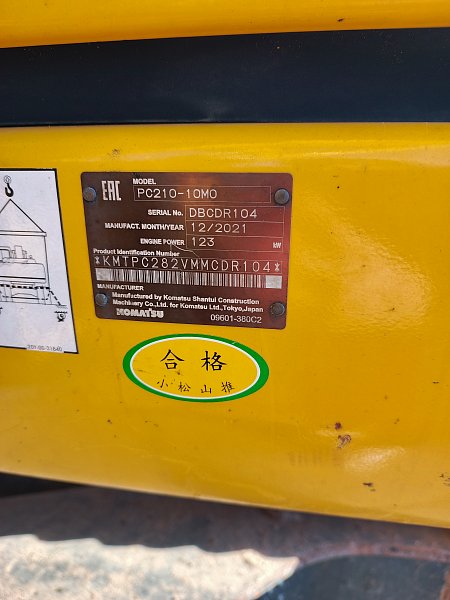 EAC
MODEL
PC210-10M0
SERIAL No. DBCDR104
MANUFACT. MONTH/YEAR 12/2021
ENGINE POWER 123 kW
Product Identification Number
*KMTPC282VMMCDR104*
MANUFACTURER
Manufactured by Komatsu Shantui Construction
Machinery Co.,Ltd. for Komatsu Ltd.,Tokyo,Japan
KOMATSU 09601-380C2
合格
小松山推